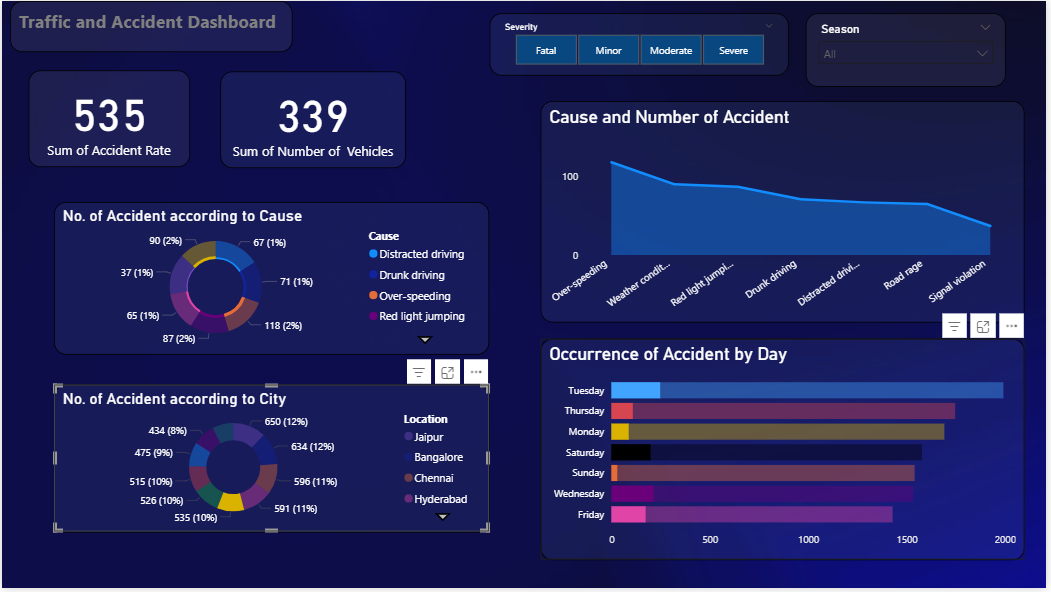 Traffic and Accident Dashboard
Severity
Fatal
Minor
Moderate
Severe
Season
All
535
Sum of Accident Rate
339
Sum of Number of Vehicles
Cause and Number of Accident
100
0
Over-speeding
Weather condit...
Red light jumpi...
Drunk driving
Distracted drivi...
Road rage
Signal violation
No. of Accident according to Cause
90 (2%)
67 (1%)
37 (1%)
71 (1%)
65 (1%)
118 (2%)
87 (2%)
Cause
Distracted driving
Drunk driving
Over-speeding
Red light jumping
No. of Accident according to City
650 (12%)
434 (8%)
634 (12%)
475 (9%)
596 (11%)
515 (10%)
526 (10%)
591 (11%)
535 (10%)
Location
Jaipur
Bangalore
Chennai
Hyderabad
Occurrence of Accident by Day
Tuesday
Thursday
Monday
Saturday
Sunday
Wednesday
Friday
0
500
1000
1500
2000